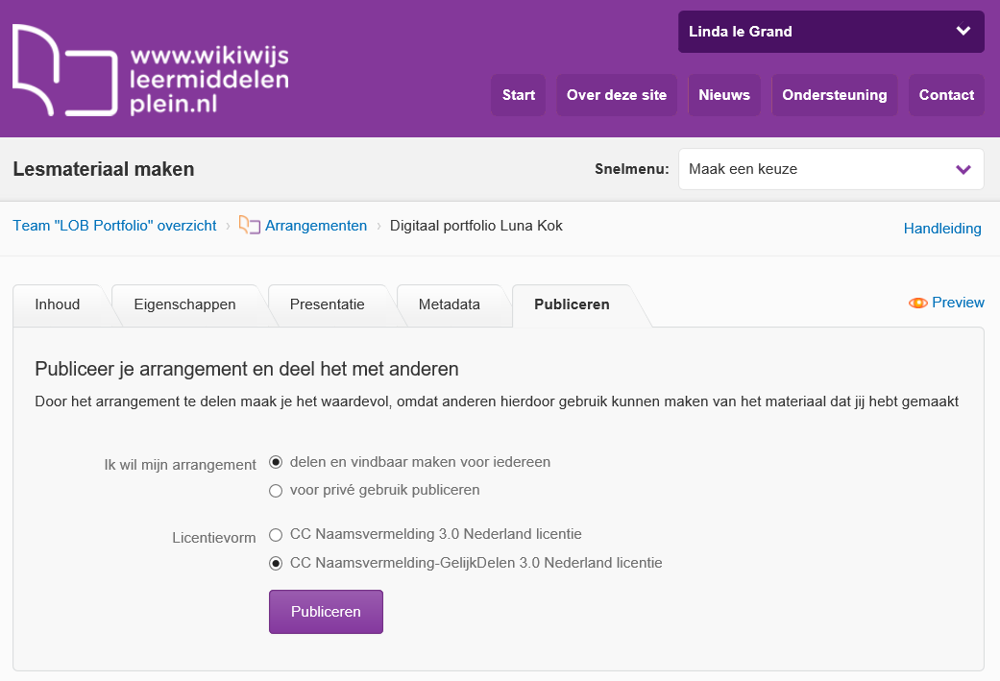 www.wikiwijs
leermiddelen
plein.nl
Linda le Grand
Start
Over deze site
Nieuws
Ondersteuning
Contact
Lesmateriaal maken
Snelmenu:
Maak een keuze
Team "LOB Portfolio" overzicht › Arrangementen › Digitaal portfolio Luna Kok
Handleiding
Inhoud
Eigenschappen
Presentatie
Metadata
Publiceren
Preview
Publiceer je arrangement en deel het met anderen
Door het arrangement te delen maak je het waardevol, omdat anderen hierdoor gebruik kunnen maken van het materiaal dat jij hebt gemaakt
Ik wil mijn arrangement
delen en vindbaar maken voor iedereen
voor privé gebruik publiceren
Licentievorm
CC Naamsvermelding 3.0 Nederland licentie
CC Naamsvermelding-GelijkDelen 3.0 Nederland licentie
Publiceren